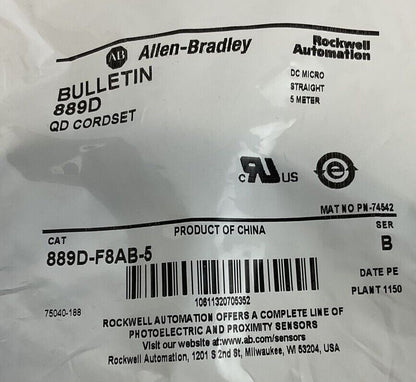 AB Allen-Bradley
Rockwell Automation
BULLETIN
889D
QD CORDSET
DC MICRO
STRAIGHT
5 METER
c RU US
e
MAT NO PN-74542
PRODUCT OF CHINA
CAT
889D-F8AB-5
SER
B
10611320705352
DATE PE
PLANT 1150
75040-188
ROCKWELL AUTOMATION OFFERS A COMPLETE LINE OF
PHOTOELECTRIC AND PROXIMITY SENSORS
Visit our website at:www.ab.com/sensors
Rockwell Automation, 1201 S 2nd St, Milwaukee, WI 53204, USA